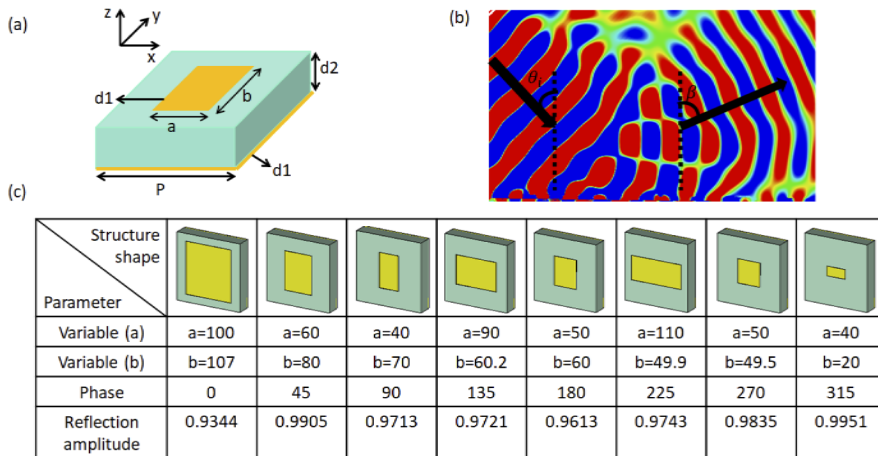 (a)
z
y
x
d2
b
d1
a
d1
P
(b)
θi
β
(c)
Structure shape
Parameter
Variable (a) a=100 a=60 a=40 a=90 a=50 a=110 a=50 a=40
Variable (b) b=107 b=80 b=70 b=60.2 b=60 b=49.9 b=49.5 b=20
Phase 0 45 90 135 180 225 270 315
Reflection amplitude 0.9344 0.9905 0.9713 0.9721 0.9613 0.9743 0.9835 0.9951